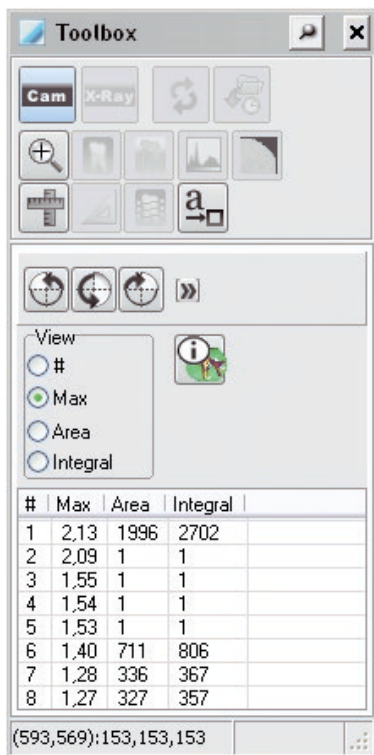 Toolbox
Cam X-Ray
a
View
#
Max
Area
Integral
# Max Area Integral
1 2,13 1996 2702
2 2,09 1 1
3 1,55 1 1
4 1,54 1 1
5 1,53 1 1
6 1,40 711 806
7 1,28 336 367
8 1,27 327 357
(593,569):153,153,153